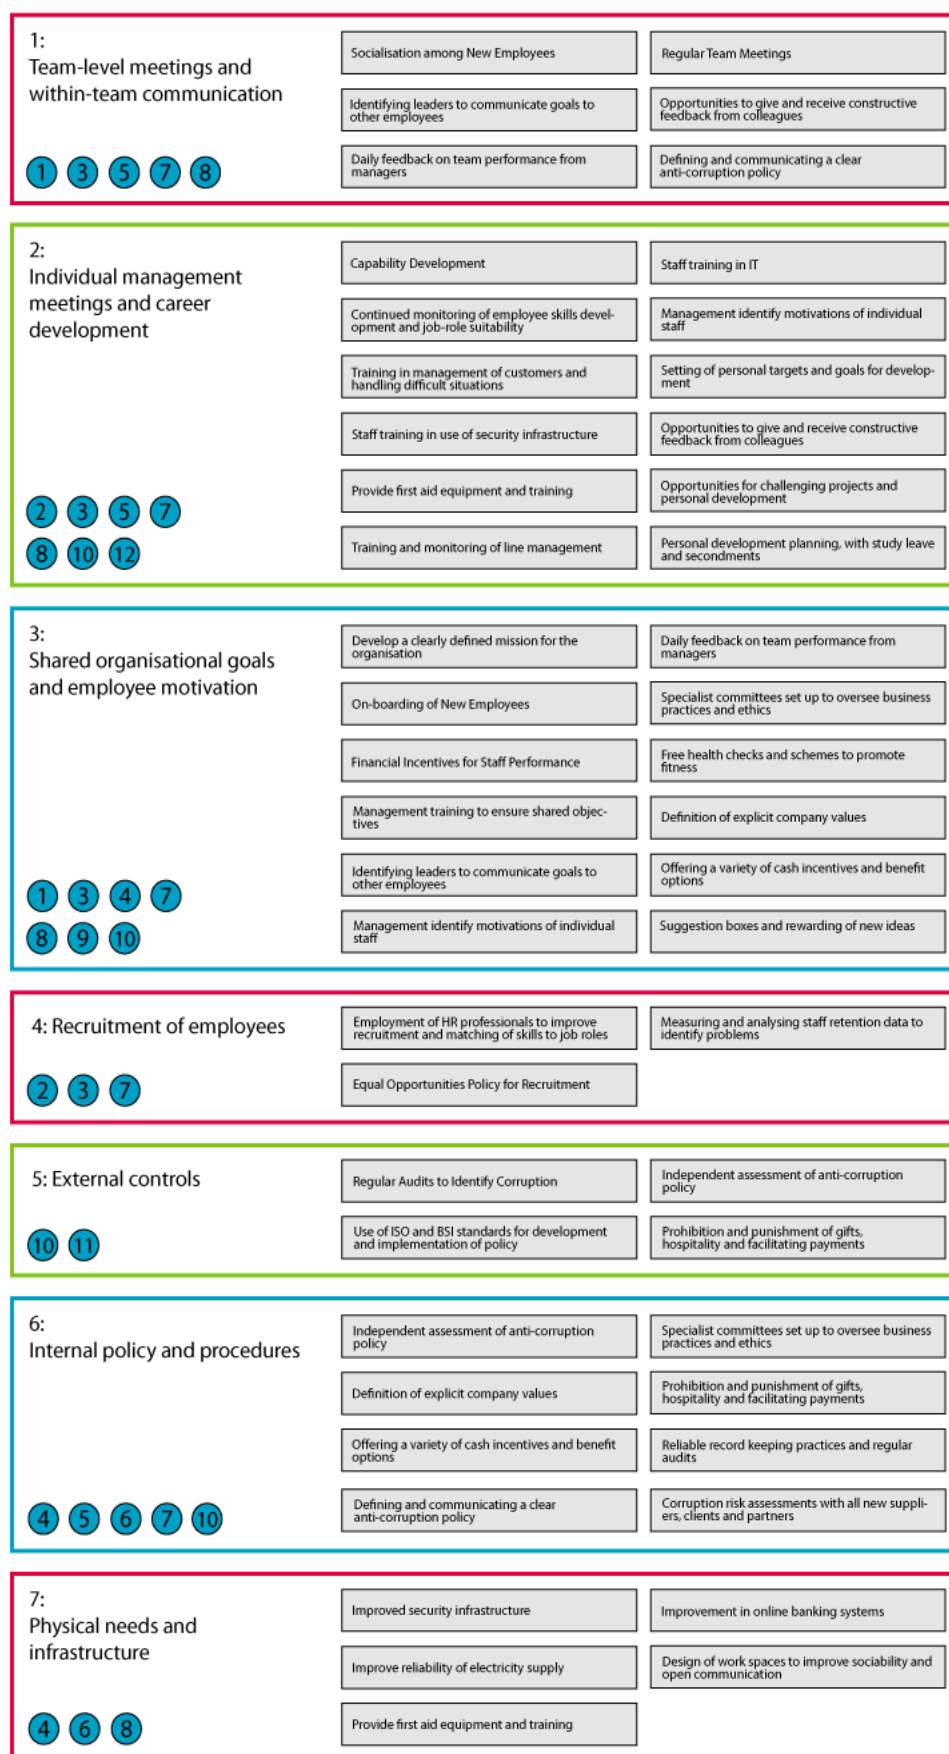 1:
Team-level meetings and
within-team communication
1 3 5 7 8
Socialisation among New Employees
Regular Team Meetings
Identifying leaders to communicate goals to
other employees
Opportunities to give and receive constructive
feedback from colleagues
Daily feedback on team performance from
managers
Defining and communicating a clear
anti-corruption policy
2:
Individual management
meetings and career
development
2 3 5 7
8 10 12
Capability Development
Staff training in IT
Continued monitoring of employee skills devel-
opment and job-role suitability
Management identify motivations of individual
staff
Training in management of customers and
handling difficult situations
Setting of personal targets and goals for develop-
ment
Staff training in use of security infrastructure
Opportunities to give and receive constructive
feedback from colleagues
Provide first aid equipment and training
Opportunities for challenging projects and
personal development
Training and monitoring of line management
Personal development planning, with study leave
and secondments
3:
Shared organisational goals
and employee motivation
1 3 4 7
8 9 10
Develop a clearly defined mission for the
organisation
Daily feedback on team performance from
managers
On-boarding of New Employees
Specialist committees set up to oversee business
practices and ethics
Financial Incentives for Staff Performance
Free health checks and schemes to promote
fitness
Management training to ensure shared objec-
tives
Definition of explicit company values
Identifying leaders to communicate goals to
other employees
Offering a variety of cash incentives and benefit
options
Management identify motivations of individual
staff
Suggestion boxes and rewarding of new ideas
4: Recruitment of employees
2 3 7
Employment of HR professionals to improve
recruitment and matching of skills to job roles
Measuring and analysing staff retention data to
identify problems
Equal Opportunities Policy for Recruitment
5: External controls
10 11
Regular Audits to Identify Corruption
Independent assessment of anti-corruption
policy
Use of ISO and BSI standards for development
and implementation of policy
Prohibition and punishment of gifts,
hospitality and facilitating payments
6:
Internal policy and procedures
4 5 6 7 10
Independent assessment of anti-corruption
policy
Specialist committees set up to oversee business
practices and ethics
Definition of explicit company values
Prohibition and punishment of gifts,
hospitality and facilitating payments
Offering a variety of cash incentives and benefit
options
Reliable record keeping practices and regular
audits
Defining and communicating a clear
anti-corruption policy
Corruption risk assessments with all new suppli-
ers, clients and partners
7:
Physical needs and
infrastructure
4 6 8
Improved security infrastructure
Improvement in online banking systems
Improve reliability of electricity supply
Design of work spaces to improve sociability and
open communication
Provide first aid equipment and training